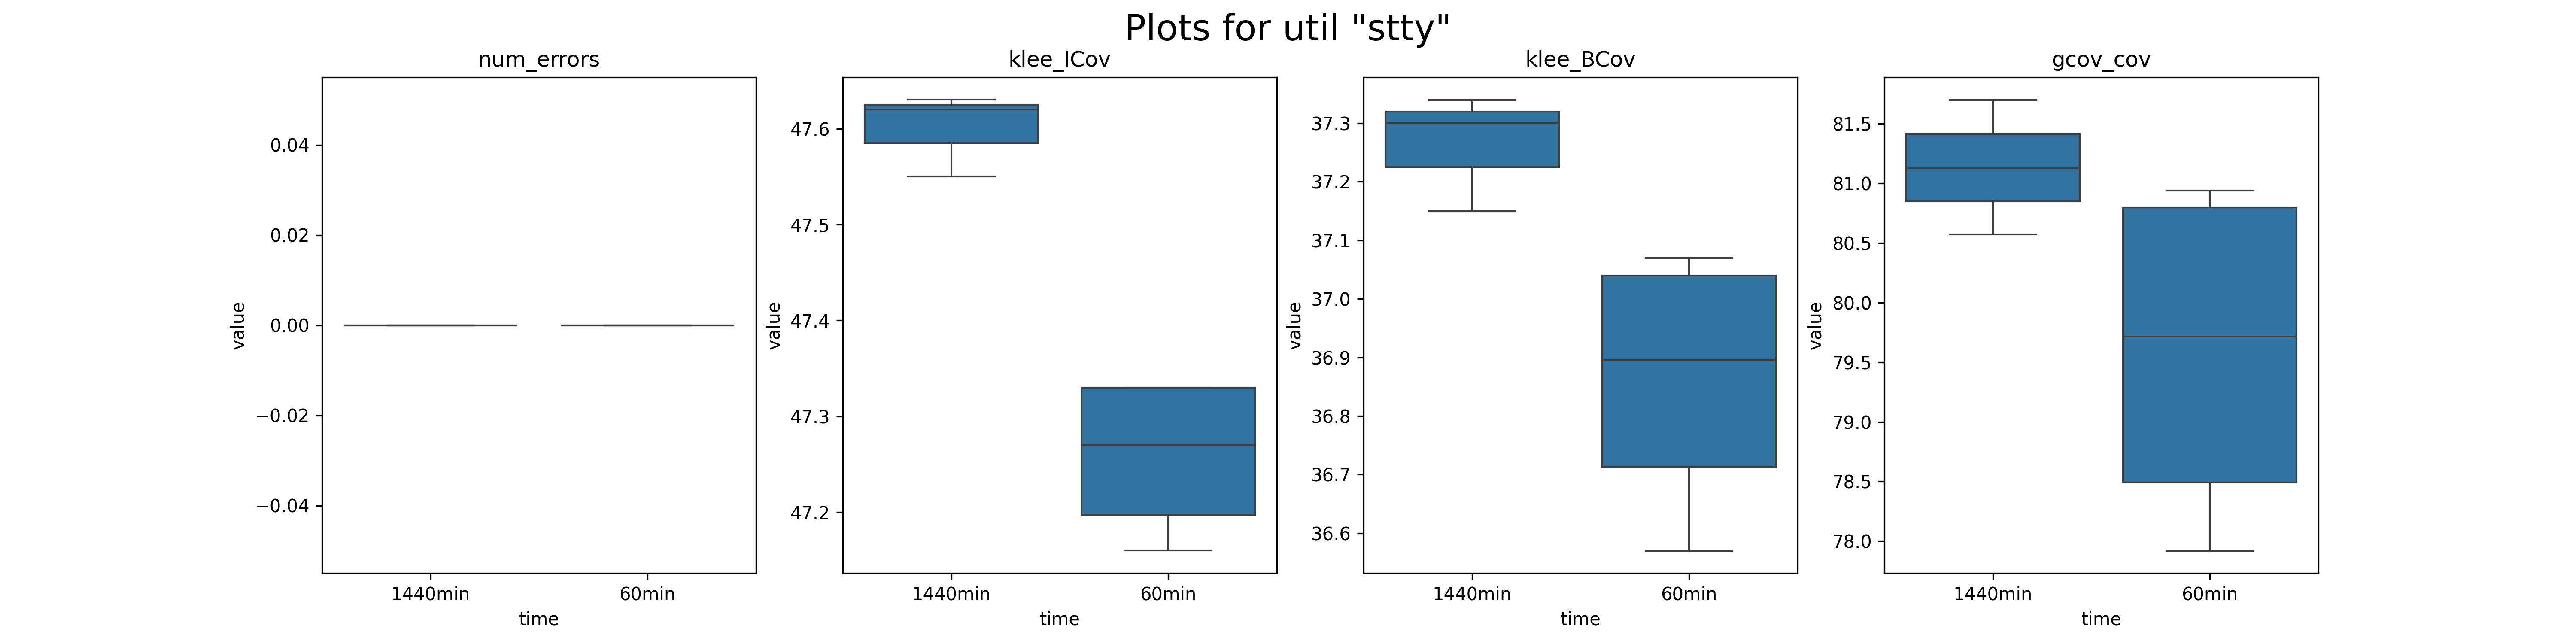 Plots for util "stty"
num_errors
value
0.04
0.02
0.00
−0.02
−0.04
1440min
60min
time
klee_ICov
value
47.6
47.5
47.4
47.3
47.2
1440min
60min
time
klee_BCov
value
37.3
37.2
37.1
37.0
36.9
36.8
36.7
36.6
1440min
60min
time
gcov_cov
value
81.5
81.0
80.5
80.0
79.5
79.0
78.5
78.0
1440min
60min
time